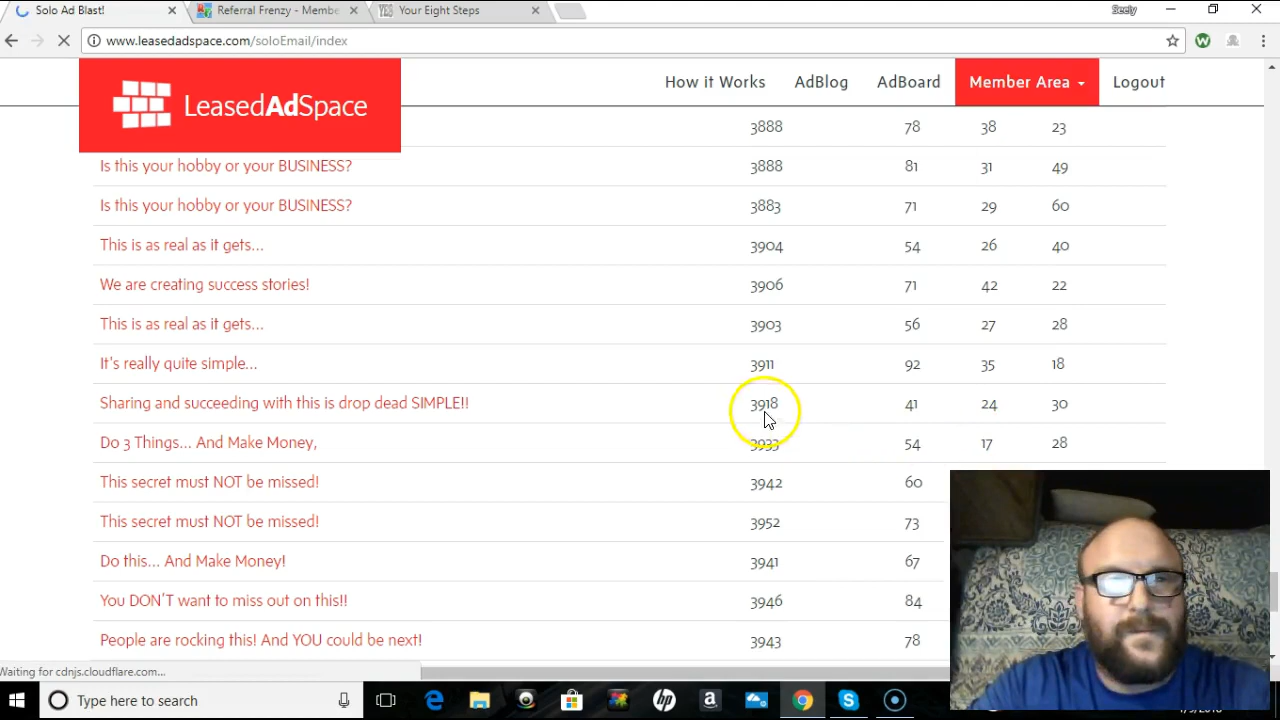 Solo Ad Blast!
Referral Frenzy - Membe
Your Eight Steps
Seely
www.leasedadspace.com/soloEmail/index
LeasedAdSpace
How it Works
AdBlog
AdBoard
Member Area
Logout
3888 78 38 23
Is this your hobby or your BUSINESS? 3888 81 31 49
Is this your hobby or your BUSINESS? 3883 71 29 60
This is as real as it gets... 3904 54 26 40
We are creating success stories! 3906 71 42 22
This is as real as it gets... 3903 56 27 28
It's really quite simple... 3911 92 35 18
Sharing and succeeding with this is drop dead SIMPLE!! 3918 41 24 30
Do 3 Things... And Make Money, 3933 54 17 28
This secret must NOT be missed! 3942 60
This secret must NOT be missed! 3952 73
Do this... And Make Money! 3941 67
You DON'T want to miss out on this!! 3946 84
People are rocking this! And YOU could be next! 3943 78
Waiting for cdnjs.cloudflare.com...
Type here to search